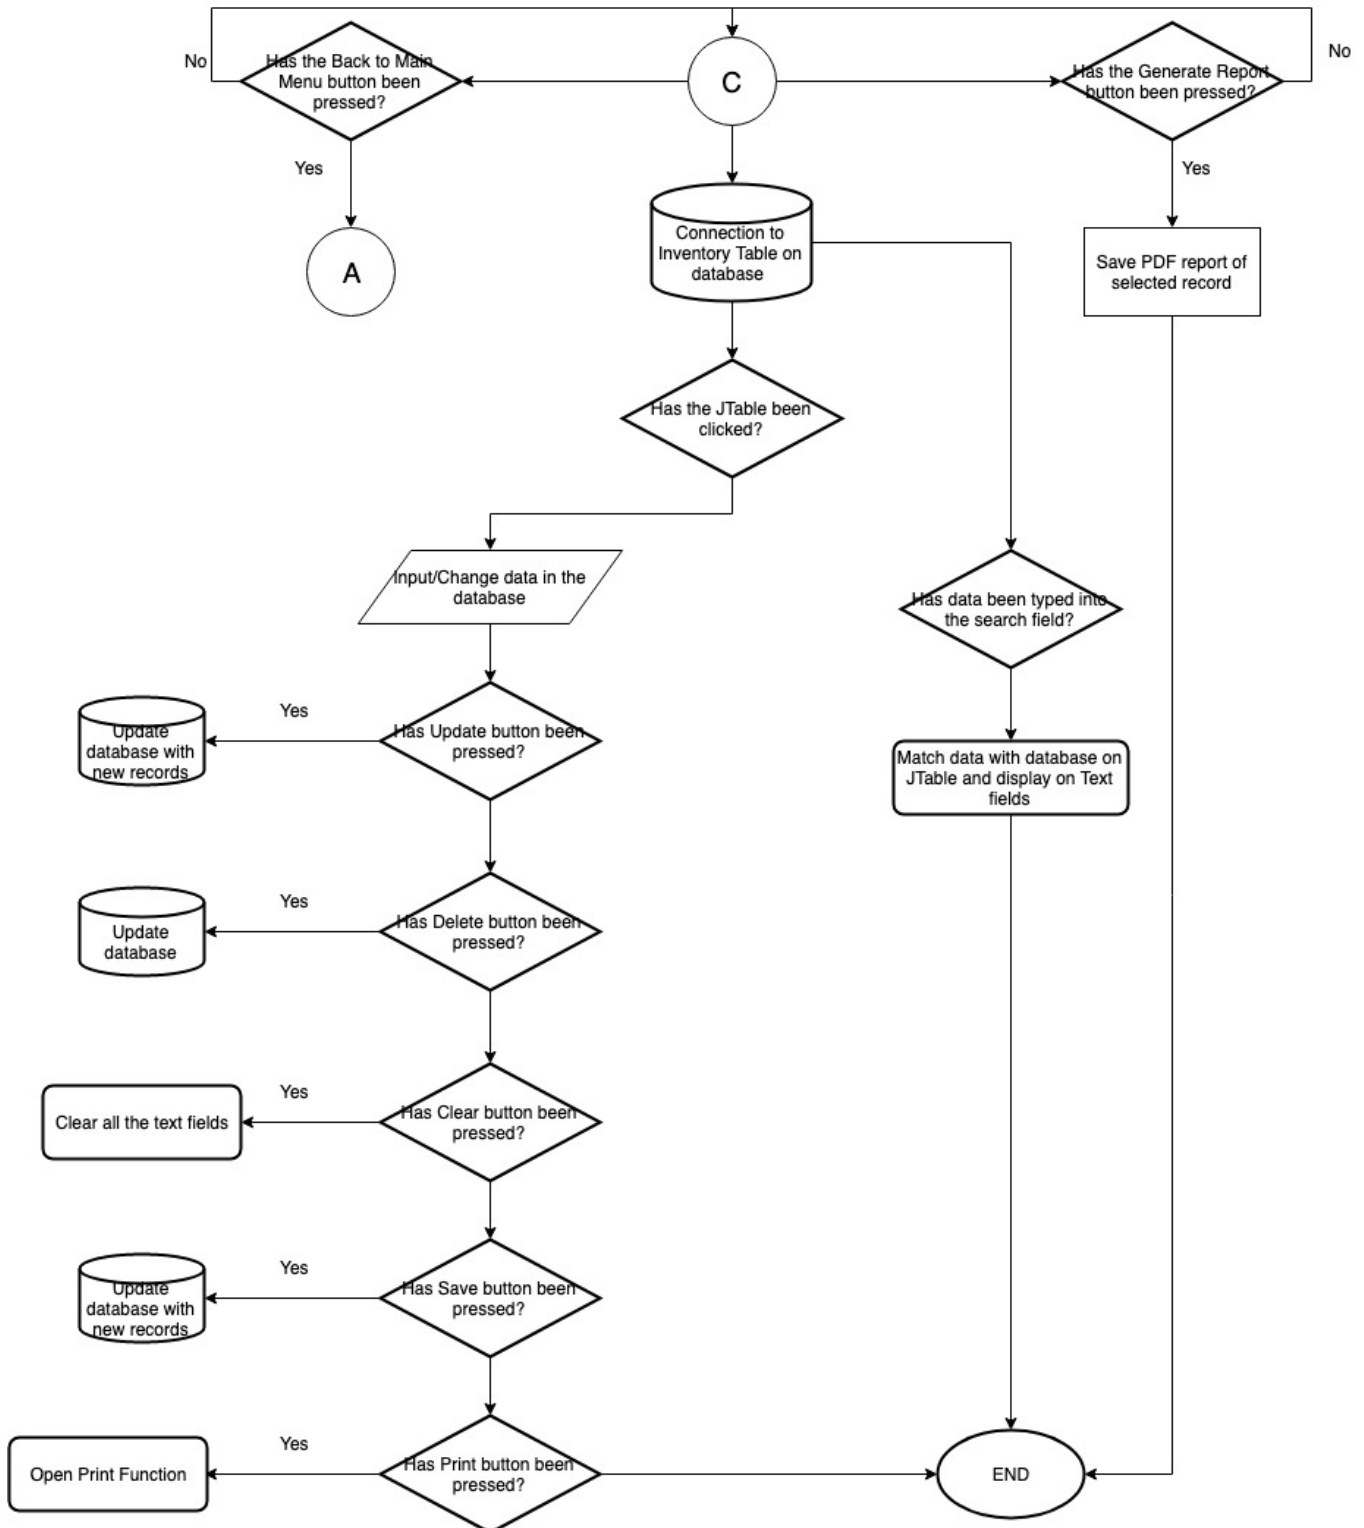 No
Has the Back to Main
Menu button been
pressed?
C
Has the Generate Report
button been pressed?
No
Yes
Yes
A
Connection to
Inventory Table on
database
Save PDF report of
selected record
Has the JTable been
clicked?
Input/Change data in the
database
Has data been typed into
the search field?
Yes
Update
database with
new records
Has Update button been
pressed?
Match data with database on
JTable and display on Text
fields
Yes
Update
database
Has Delete button been
pressed?
Yes
Clear all the text fields
Has Clear button been
pressed?
Yes
Update
database with
new records
Has Save button been
pressed?
Yes
Open Print Function
Has Print button been
pressed?
END